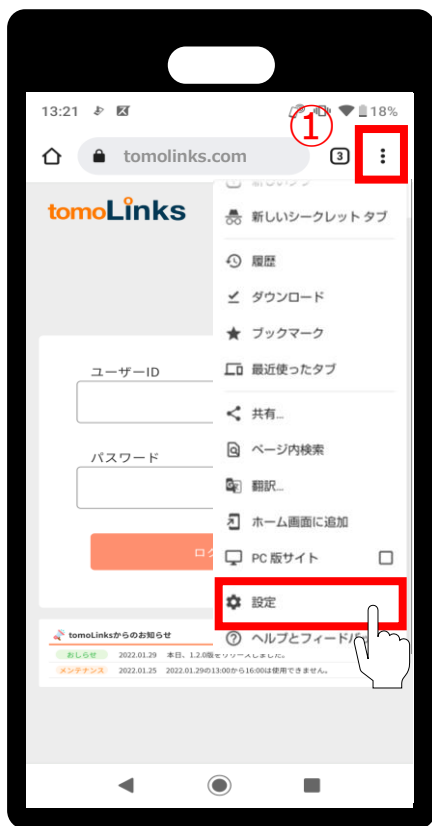 13:21
18%
①
tomolinks.com
3
tomoLinks
新しいシークレット タブ
履歴
ダウンロード
ブックマーク
最近使ったタブ
共有...
ページ内検索
翻訳...
ホーム画面に追加
PC 版サイト
設定
ユーザーID
パスワード
ログ
tomoLinksからのお知らせ
おしらせ 2022.01.29 本日、1.2.0版をリリースしました。
メンテナンス 2022.01.25 2022.01.29の13:00から16:00は使用できません。
ヘルプとフィードバ